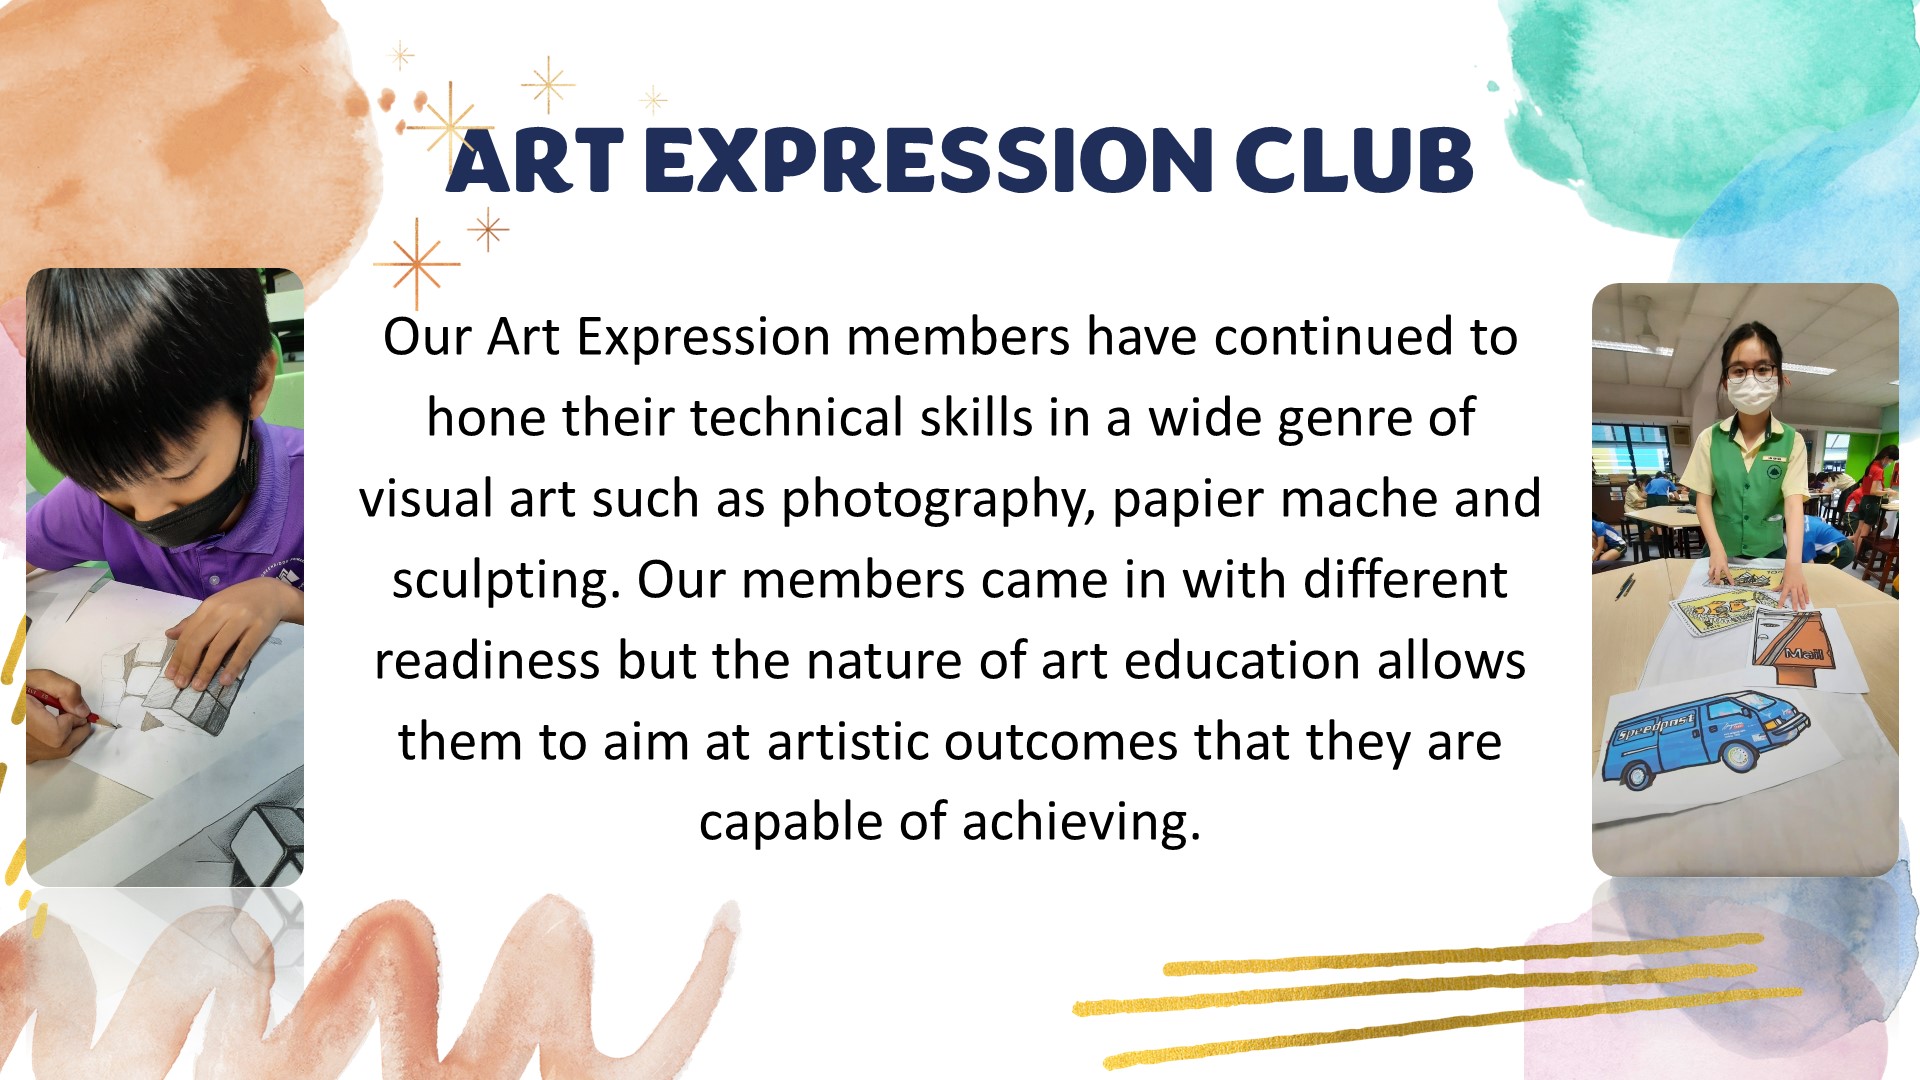 ART EXPRESSION CLUB
Our Art Expression members have continued to
hone their technical skills in a wide genre of
visual art such as photography, papier mache and
sculpting. Our members came in with different
readiness but the nature of art education allows
them to aim at artistic outcomes that they are
capable of achieving.
Mail
Speedpost